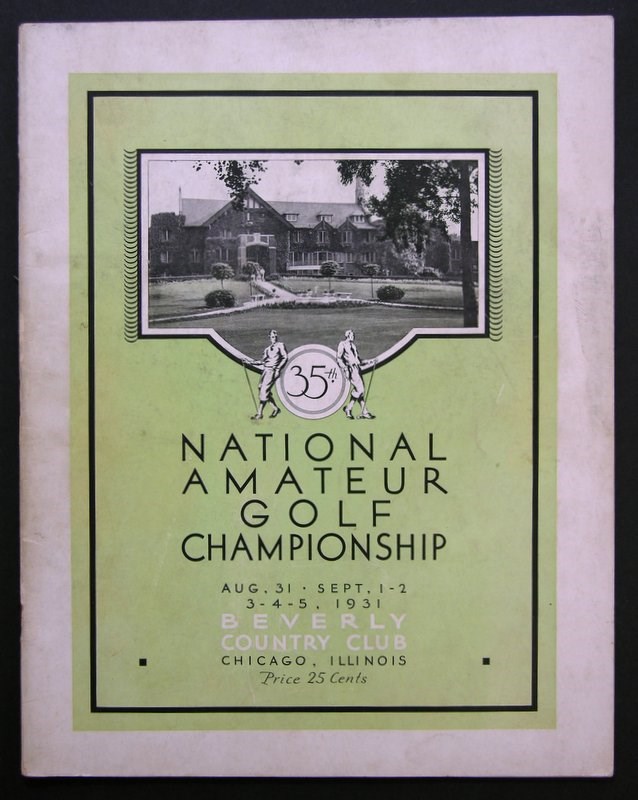 35th
NATIONAL
AMATEUR
GOLF
CHAMPIONSHIP
AUG. 31 · SEPT. 1-2
3-4-5, 1931
BEVERLY
COUNTRY CLUB
CHICAGO, ILLINOIS
Price 25 Cents